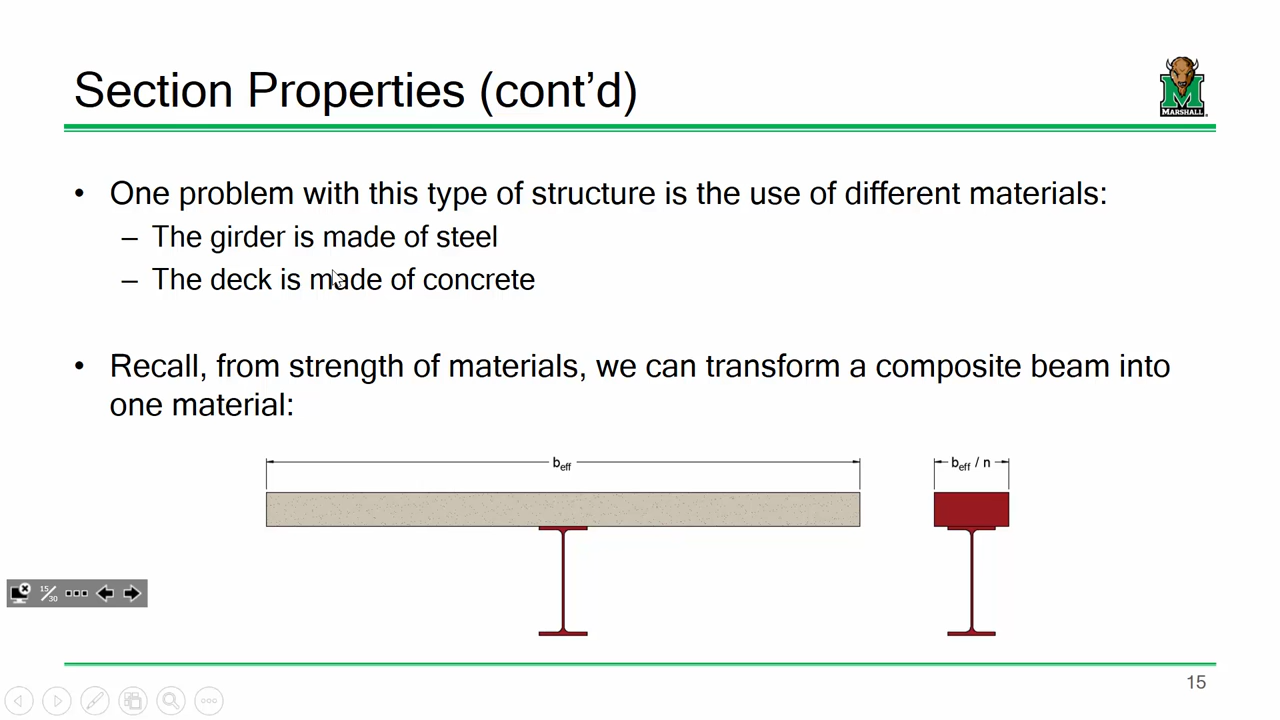 Section Properties (cont'd)
M
MARSHALL
• One problem with this type of structure is the use of different materials:
– The girder is made of steel
– The deck is made of concrete
• Recall, from strength of materials, we can transform a composite beam into
one material:
beff
beff / n
15/30
15